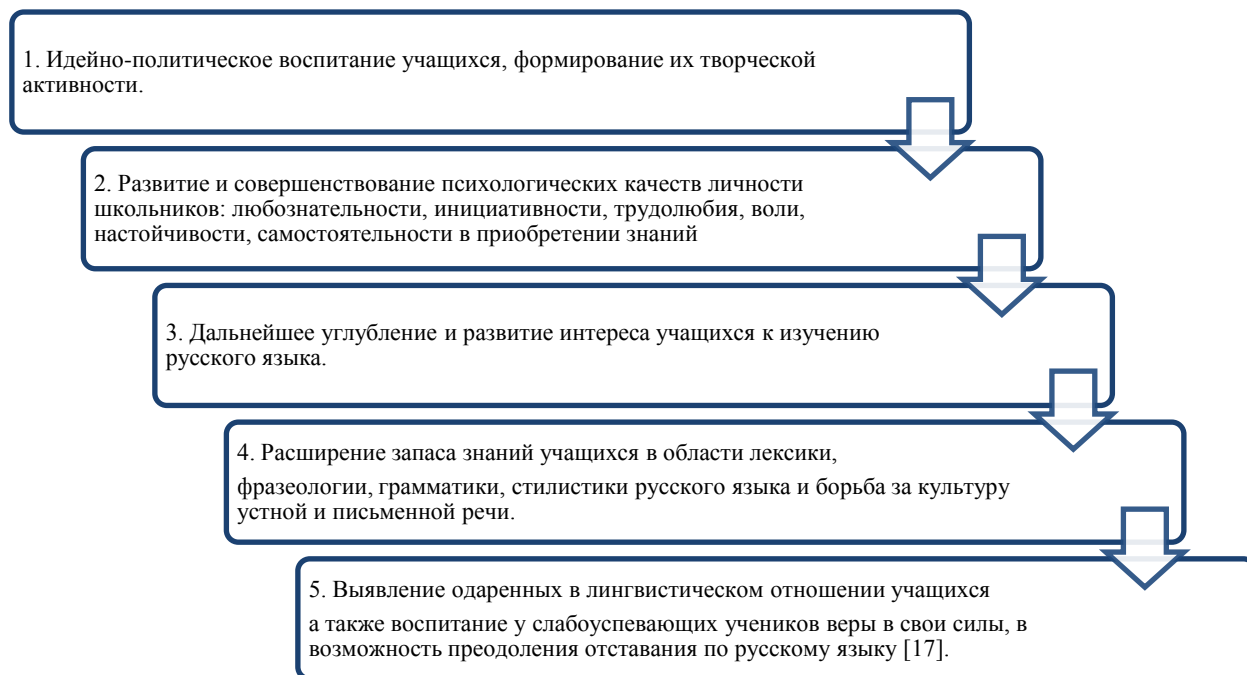 1. Идейно-политическое воспитание учащихся, формирование их творческой
активности.
2. Развитие и совершенствование психологических качеств личности
школьников: любознательности, инициативности, трудолюбия, воли,
настойчивости, самостоятельности в приобретении знаний
3. Дальнейшее углубление и развитие интереса учащихся к изучению
русского языка.
4. Расширение запаса знаний учащихся в области лексики,
фразеологии, грамматики, стилистики русского языка и борьба за культуру
устной и письменной речи.
5. Выявление одаренных в лингвистическом отношении учащихся
а также воспитание у слабоуспевающих учеников веры в свои силы, в
возможность преодоления отставания по русскому языку [17].